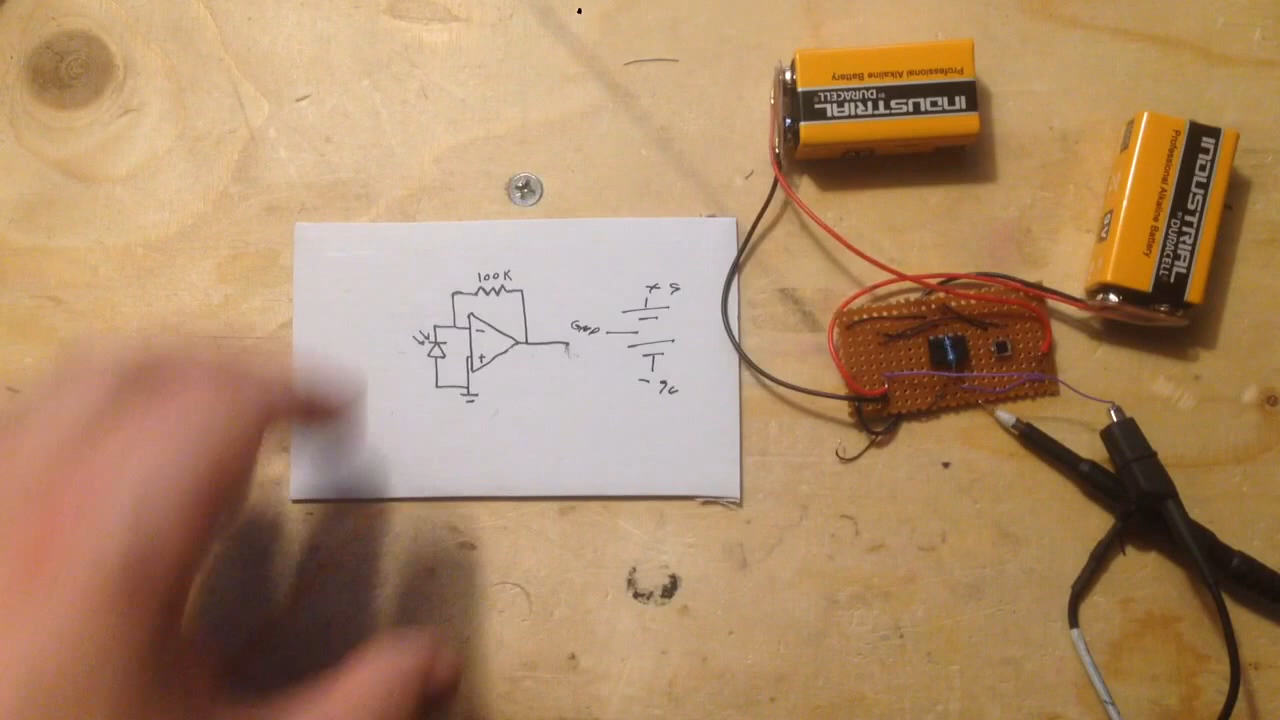 100K
-
+
GND
+9
-9v
INDUSTRIAL
BY DURACELL®
Professional Alkaline Battery
INDUSTRIAL
BY DURACELL®
Professional Alkaline Battery
9V